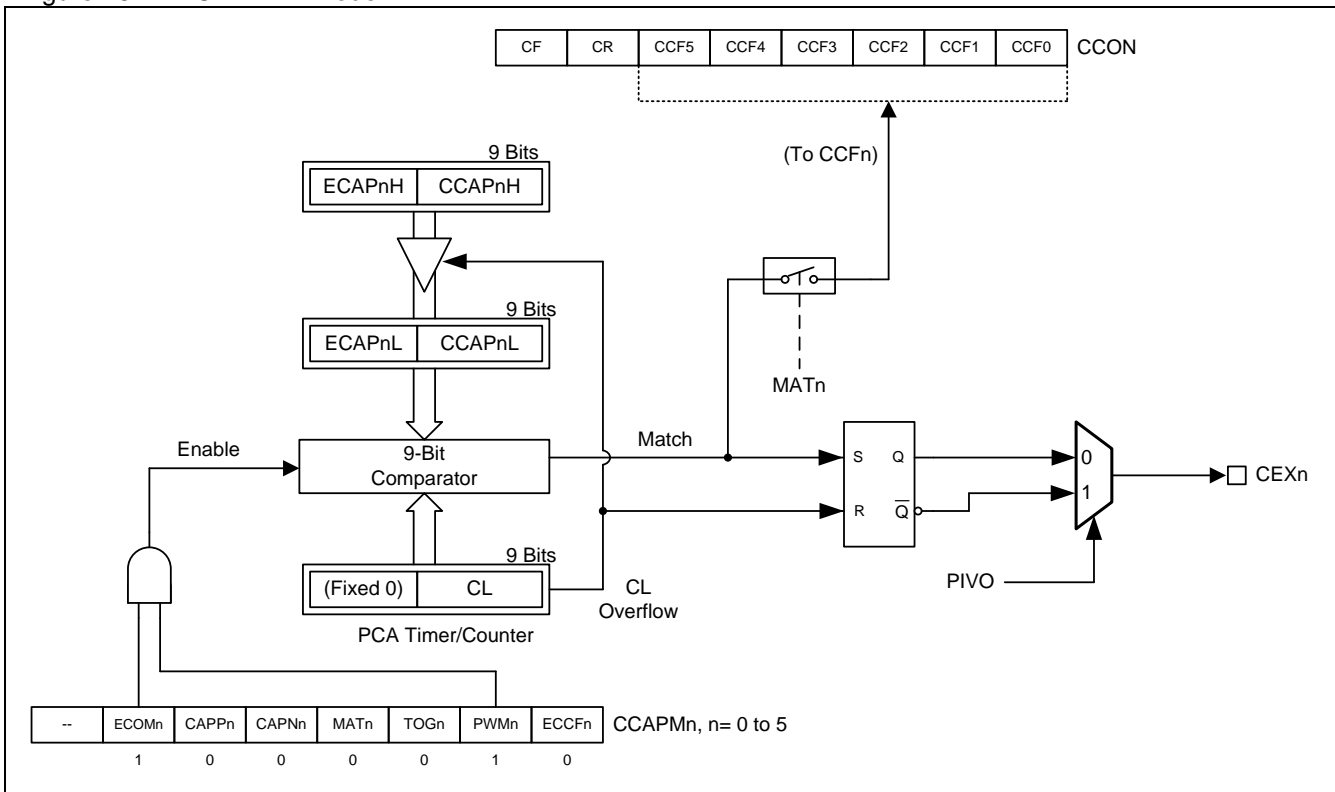 CF CR CCF5 CCF4 CCF3 CCF2 CCF1 CCF0 CCON
(To CCFn)
9 Bits
ECAPnH CCAPnH
9 Bits
ECAPnL CCAPnL
MATn
Enable
9-Bit
Comparator
Match
S Q
R Q
0
1
CEXn
PIVO
9 Bits
(Fixed 0) CL
CL
Overflow
PCA Timer/Counter
-- ECOMn CAPPn CAPNn MATn TOGn PWMn ECCFn CCAPMn, n= 0 to 5
1 0 0 0 0 1 0